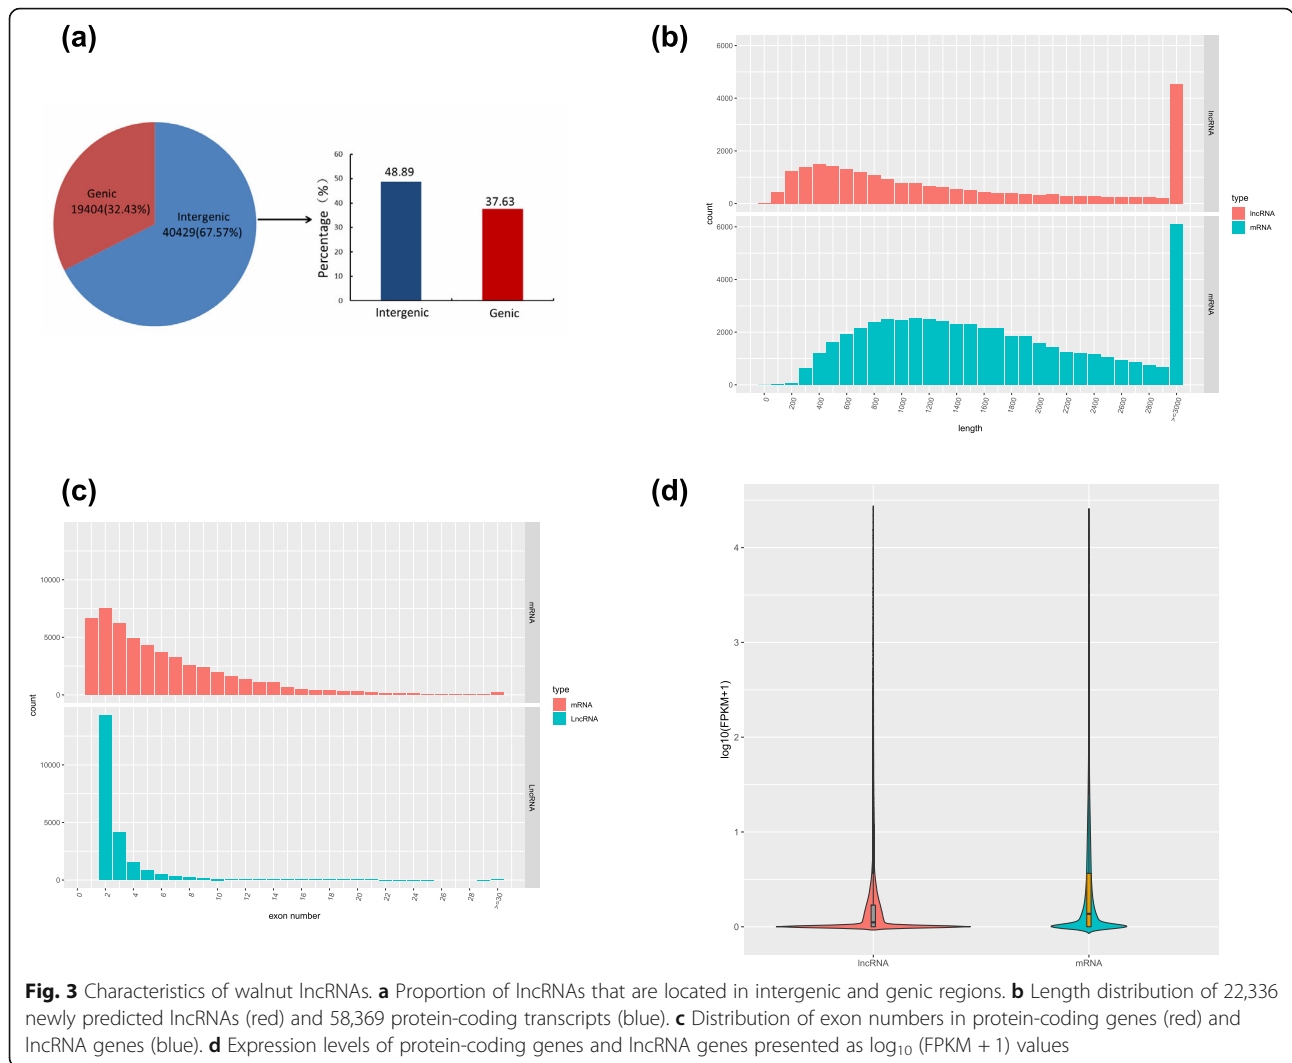 (a)
Genic
19404(32.43%)
Intergenic
40429(67.57%)
Percentage (%)
60
50
40
30
20
10
0
48.89
37.63
Intergenic
Genic
(b)
6000
4000
2000
0
lncRNA
6000
4000
2000
0
mRNA
count
0
200
400
600
800
1000
1200
1400
1600
1800
2000
2200
2400
2600
2800
>=3000
length
type
lncRNA
mRNA
(c)
10000
5000
0
mRNA
10000
5000
0
LncRNA
count
0
2
4
6
8
10
12
14
16
18
20
22
24
26
28
>=30
exon number
type
mRNA
LncRNA
(d)
log10(FPKM+1)
4
3
2
1
0
lncRNA
mRNA
Fig. 3 Characteristics of walnut lncRNAs. a Proportion of lncRNAs that are located in intergenic and genic regions. b Length distribution of 22,336
newly predicted lncRNAs (red) and 58,369 protein-coding transcripts (blue). c Distribution of exon numbers in protein-coding genes (red) and
lncRNA genes (blue). d Expression levels of protein-coding genes and lncRNA genes presented as log10 (FPKM + 1) values